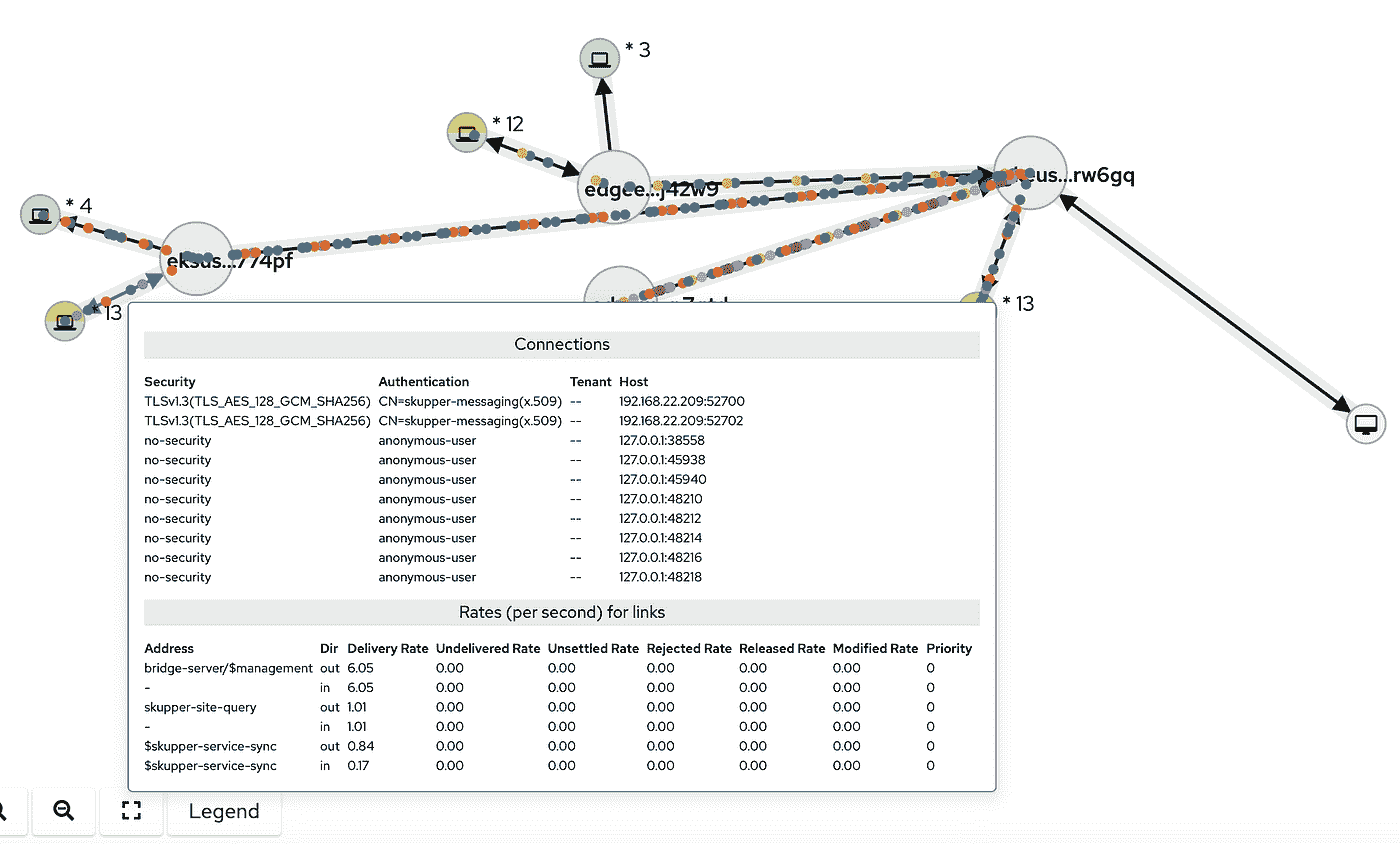 * 3
* 12
edgee...j42w9
eus...rw6gq
* 4
eksus...774pf
* 13
* 13
Connections
Security Authentication Tenant Host
TLSv1.3(TLS_AES_128_GCM_SHA256) CN=skupper-messaging(x.509) -- 192.168.22.209:52700
TLSv1.3(TLS_AES_128_GCM_SHA256) CN=skupper-messaging(x.509) -- 192.168.22.209:52702
no-security anonymous-user -- 127.0.0.1:38558
no-security anonymous-user -- 127.0.0.1:45938
no-security anonymous-user -- 127.0.0.1:45940
no-security anonymous-user -- 127.0.0.1:48210
no-security anonymous-user -- 127.0.0.1:48212
no-security anonymous-user -- 127.0.0.1:48214
no-security anonymous-user -- 127.0.0.1:48216
no-security anonymous-user -- 127.0.0.1:48218
Rates (per second) for links
Address Dir Delivery Rate Undelivered Rate Unsettled Rate Rejected Rate Released Rate Modified Rate Priority
bridge-server/$management out 6.05 0.00 0.00 0.00 0.00 0.00 0
- in 6.05 0.00 0.00 0.00 0.00 0.00 0
skupper-site-query out 1.01 0.00 0.00 0.00 0.00 0.00 0
- in 1.01 0.00 0.00 0.00 0.00 0.00 0
$skupper-service-sync out 0.84 0.00 0.00 0.00 0.00 0.00 0
$skupper-service-sync in 0.17 0.00 0.00 0.00 0.00 0.00 0
Legend